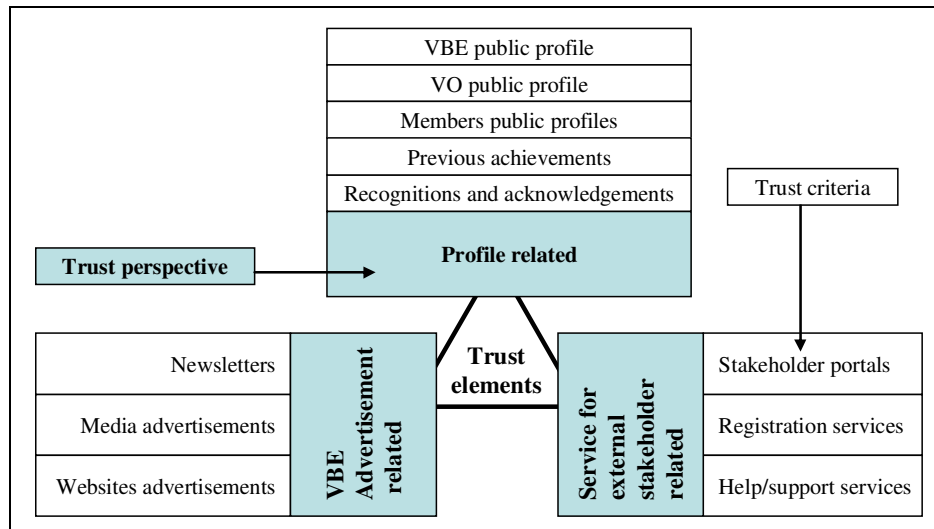 VBE public profile
VO public profile
Members public profiles
Previous achievements
Recognitions and acknowledgements
Trust criteria
Profile related
Trust perspective
Trust
elements
Newsletters
Media advertisements
Websites advertisements
VBE
Advertisement
related
Service for
external
stakeholder
related
Stakeholder portals
Registration services
Help/support services